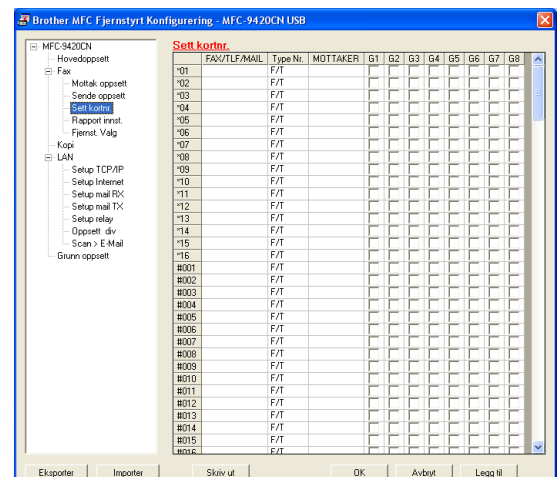 Brother MFC Fjernstyrt Konfigurering - MFC-9420CN USB
MFC-9420CN
Hovedoppsett
Fax
Mottak oppsett
Sende oppsett
Sett kortnr.
Rapport innst.
Fjernst. Valg
Kopi
LAN
Setup TCP/IP
Setup Internet
Setup mail RX
Setup mail TX
Setup relay
Oppsett div
Scan > E-Mail
Grunn oppsett
Sett kortnr.
FAX/TLF/MAIL Type Nr. MOTTAKER G1 G2 G3 G4 G5 G6 G7 G8
*01 F/T
*02 F/T
*03 F/T
*04 F/T
*05 F/T
*06 F/T
*07 F/T
*08 F/T
*09 F/T
*10 F/T
*11 F/T
*12 F/T
*13 F/T
*14 F/T
*15 F/T
*16 F/T
#001 F/T
#002 F/T
#003 F/T
#004 F/T
#005 F/T
#006 F/T
#007 F/T
#008 F/T
#009 F/T
#010 F/T
#011 F/T
#012 F/T
#013 F/T
#014 F/T
#015 F/T
#016 F/T
Eksporter Importer Skriv ut OK Avbryt Legg til